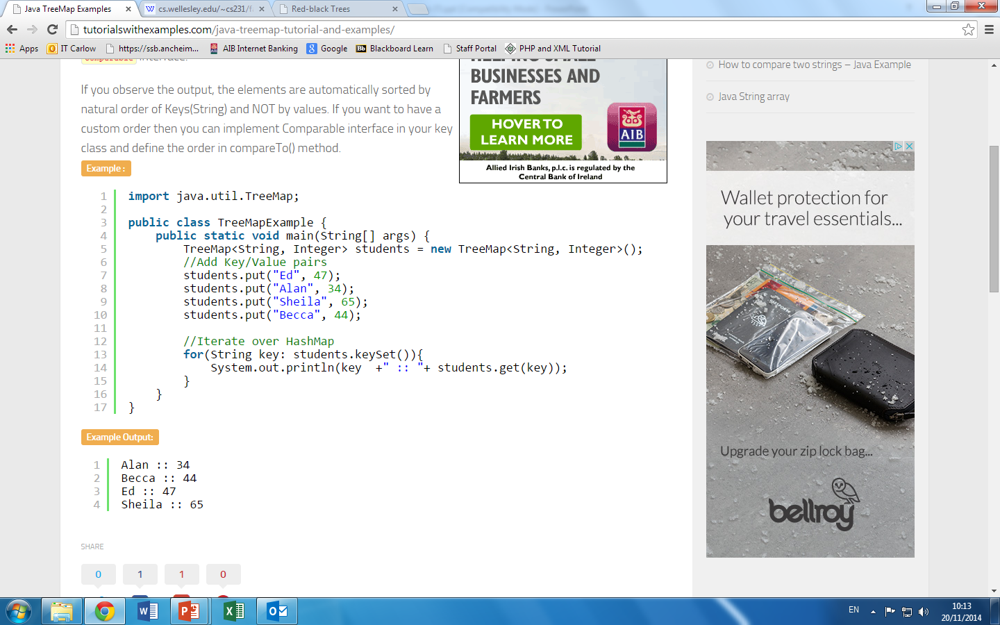 Java TreeMap Examples
cs.wellesley.edu/~cs231/f
Red-black Trees
tutorialswithexamples.com/java-treemap-tutorial-and-examples/
Apps
IT Carlow
https://ssb.ancheim...
AIB Internet Banking
Google
Bb Blackboard Learn
Staff Portal
PHP and XML Tutorial
Comparable interface.
If you observe the output, the elements are automatically sorted by
natural order of Keys(String) and NOT by values. If you want to have a
custom order then you can implement Comparable interface in your key
class and define the order in compareTo() method.
Example :
1 import java.util.TreeMap;
2
3 public class TreeMapExample {
4 public static void main(String[] args) {
5 TreeMap<String, Integer> students = new TreeMap<String, Integer>();
6 //Add Key/Value pairs
7 students.put("Ed", 47);
8 students.put("Alan", 34);
9 students.put("Sheila", 65);
10 students.put("Becca", 44);
11
12 //Iterate over HashMap
13 for(String key: students.keySet()){
14 System.out.println(key  +" :: "+ students.get(key));
15 }
16 }
17 }
Example Output:
1 Alan :: 34
2 Becca :: 44
3 Ed :: 47
4 Sheila :: 65
SHARE
0 1 1 0
HELPING SMALL
BUSINESSES AND
FARMERS
HOVER TO
LEARN MORE
AIB
Allied Irish Banks, p.l.c. is regulated by the
Central Bank of Ireland
How to compare two strings – Java Example
Java String array
Wallet protection for
your travel essentials...
Upgrade your zip lock bag...
bellroy
EN
10:13
20/11/2014